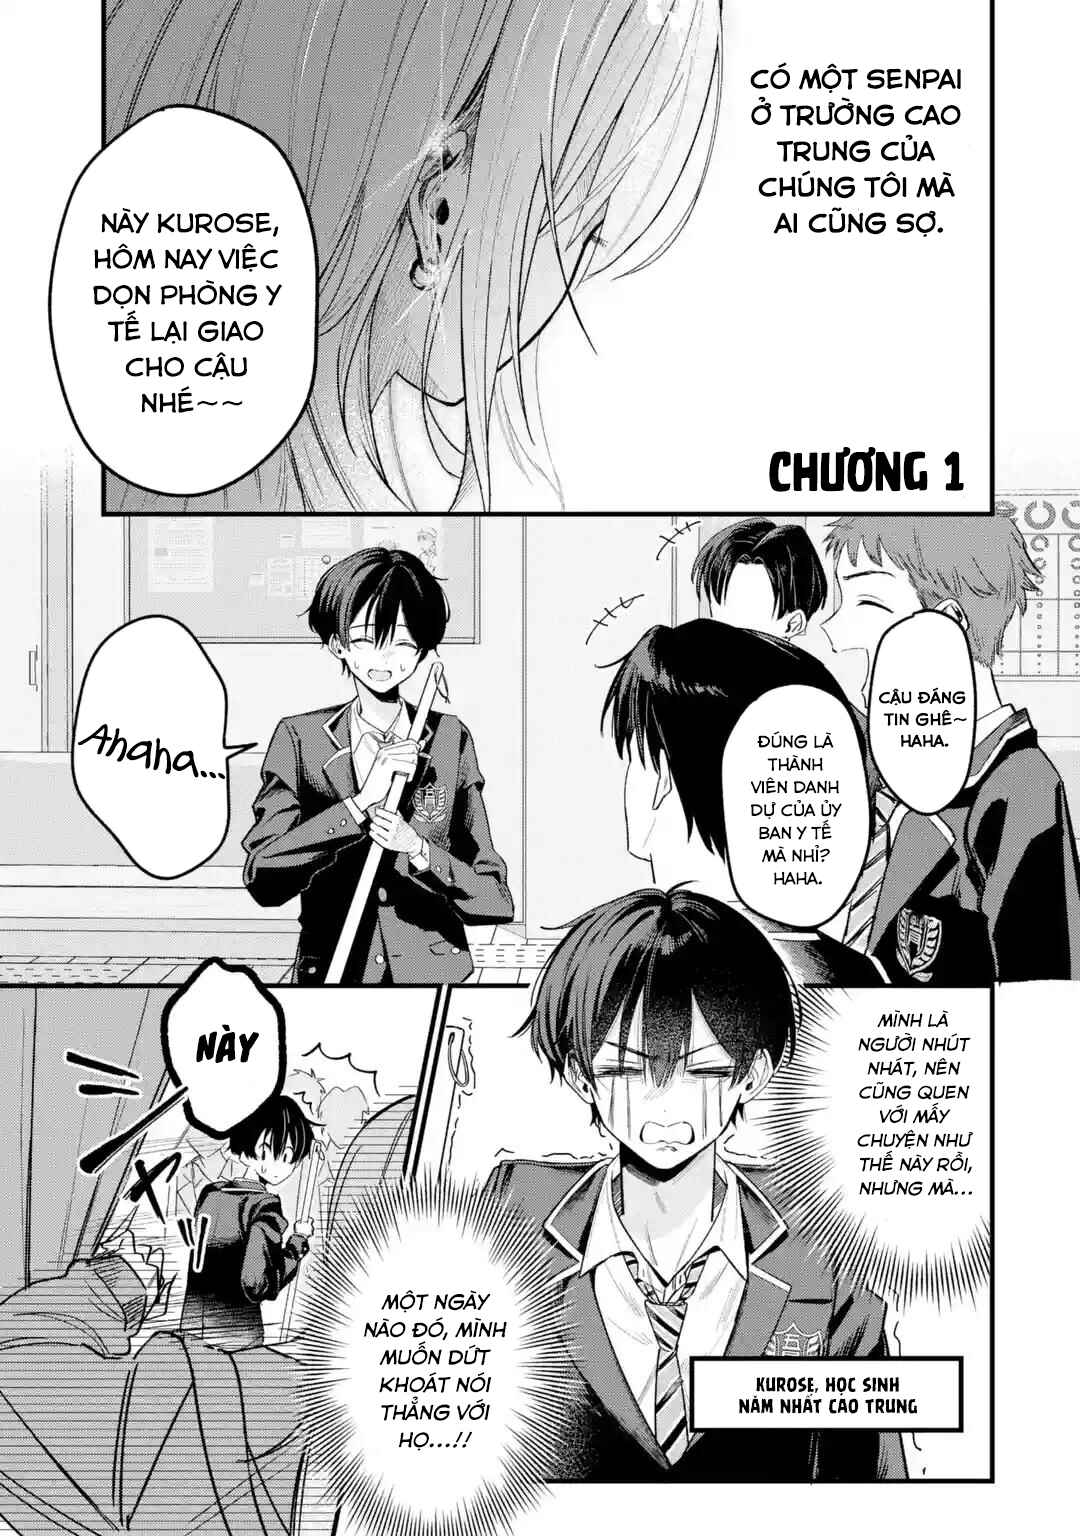 CÓ MỘT SENPAI
Ở TRƯỜNG CAO
TRUNG CỦA
CHÚNG TÔI MÀ
AI CŨNG SỢ.
NÀY KUROSE,
HÔM NAY VIỆC
DỌN PHÒNG Y
TẾ LẠI GIAO
CHO CẬU
NHÉ~~
CHƯƠNG 1
CẬU ĐÁNG
TIN GHÊ~
HAHA.
ĐÚNG LÀ
THÀNH
VIÊN DANH
DỰ CỦA ỦY
BAN Y TẾ
MÀ NHỈ?
HAHA.
Ahaha...
MÌNH LÀ
NGƯỜI NHÚT
NHÁT, NÊN
CŨNG QUEN
VỚI MẤY
CHUYỆN NHƯ
THẾ NÀY RỒI,
NHƯNG MÀ...
KUROSE, HỌC SINH
NĂM NHẤT CAO TRUNG
MỘT NGÀY
NÀO ĐÓ, MÌNH
MUỐN DỨT
KHOÁT NÓI
THẲNG VỚI
HỌ...!!
NÀY